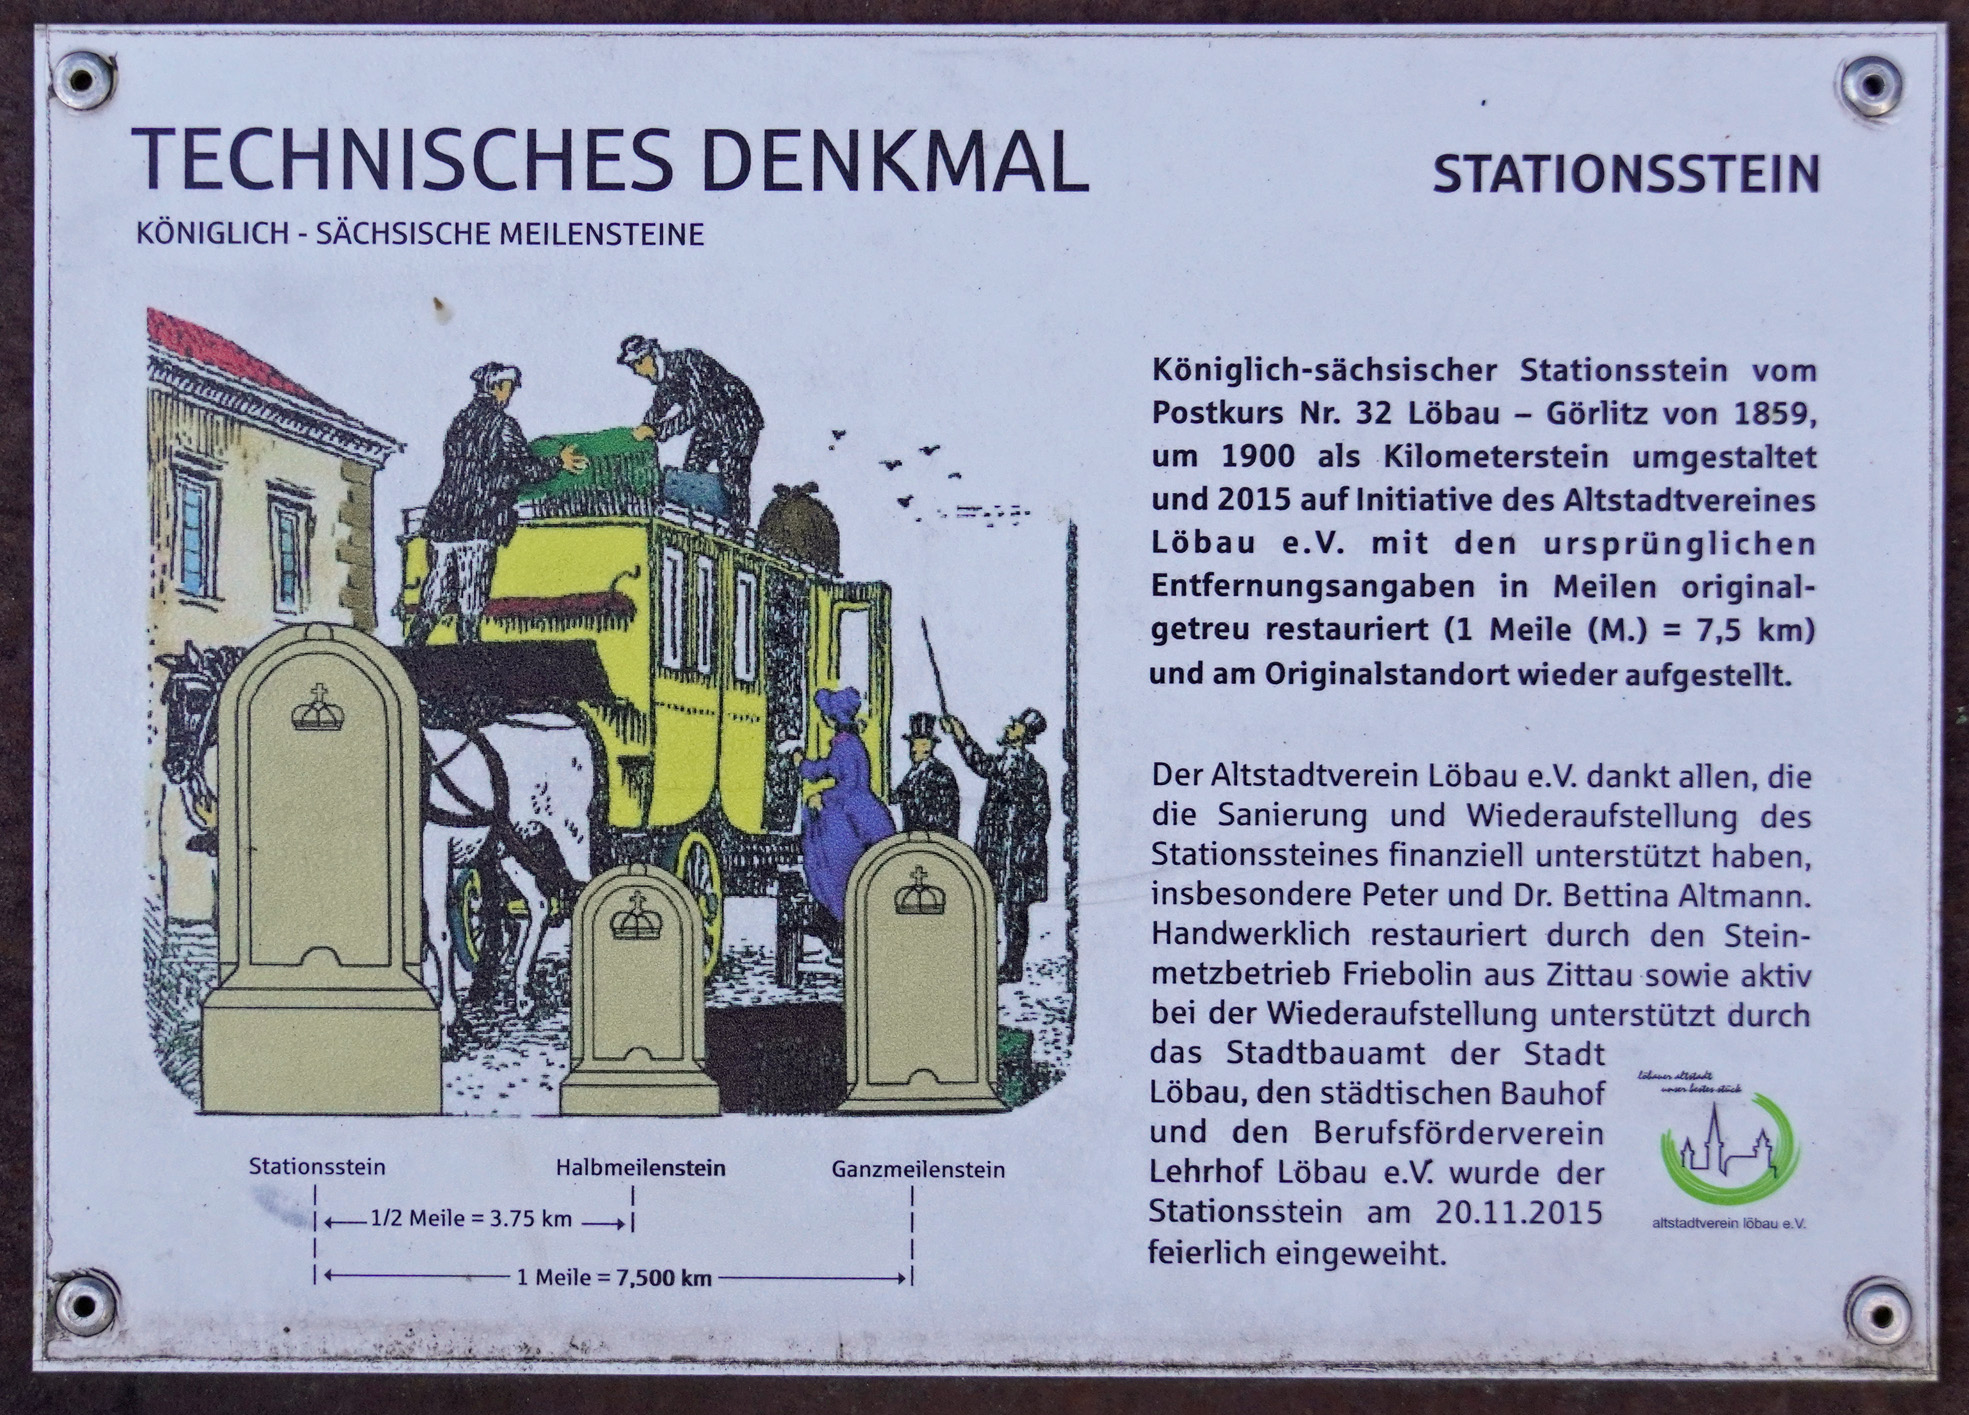 TECHNISCHES DENKMAL
STATIONSSTEIN
KÖNIGLICH - SÄCHSISCHE MEILENSTEINE
Königlich-sächsischer Stationsstein vom
Postkurs Nr. 32 Löbau – Görlitz von 1859,
um 1900 als Kilometerstein umgestaltet
und 2015 auf Initiative des Altstadtvereines
Löbau e.V. mit den ursprünglichen
Entfernungsangaben in Meilen original-
getreu restauriert (1 Meile (M.) = 7,5 km)
und am Originalstandort wieder aufgestellt.
Der Altstadtverein Löbau e.V. dankt allen, die
die Sanierung und Wiederaufstellung des
Stationssteines finanziell unterstützt haben,
insbesondere Peter und Dr. Bettina Altmann.
Handwerklich restauriert durch den Stein-
metzbetrieb Friebolin aus Zittau sowie aktiv
bei der Wiederaufstellung unterstützt durch
das Stadtbauamt der Stadt
Löbau, den städtischen Bauhof
und den Berufsförderverein
Lehrhof Löbau e.V. wurde der
Stationsstein am 20.11.2015
feierlich eingeweiht.
löbauer altstadt
unser bestes stück
altstadtverein löbau e.V.
Stationsstein
Halbmeilenstein
Ganzmeilenstein
1/2 Meile = 3.75 km
1 Meile = 7,500 km